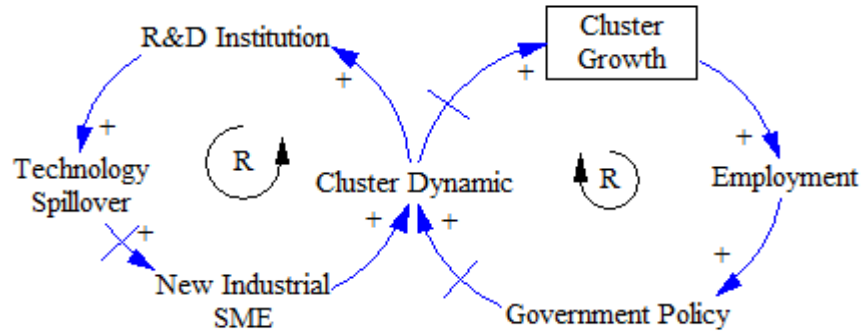 R&D Institution
Cluster
Growth
+
+
+
+
+
R
R
Technology
Spillover
Cluster Dynamic
Employment
+
+
+
+
New Industrial
SME
Government Policy